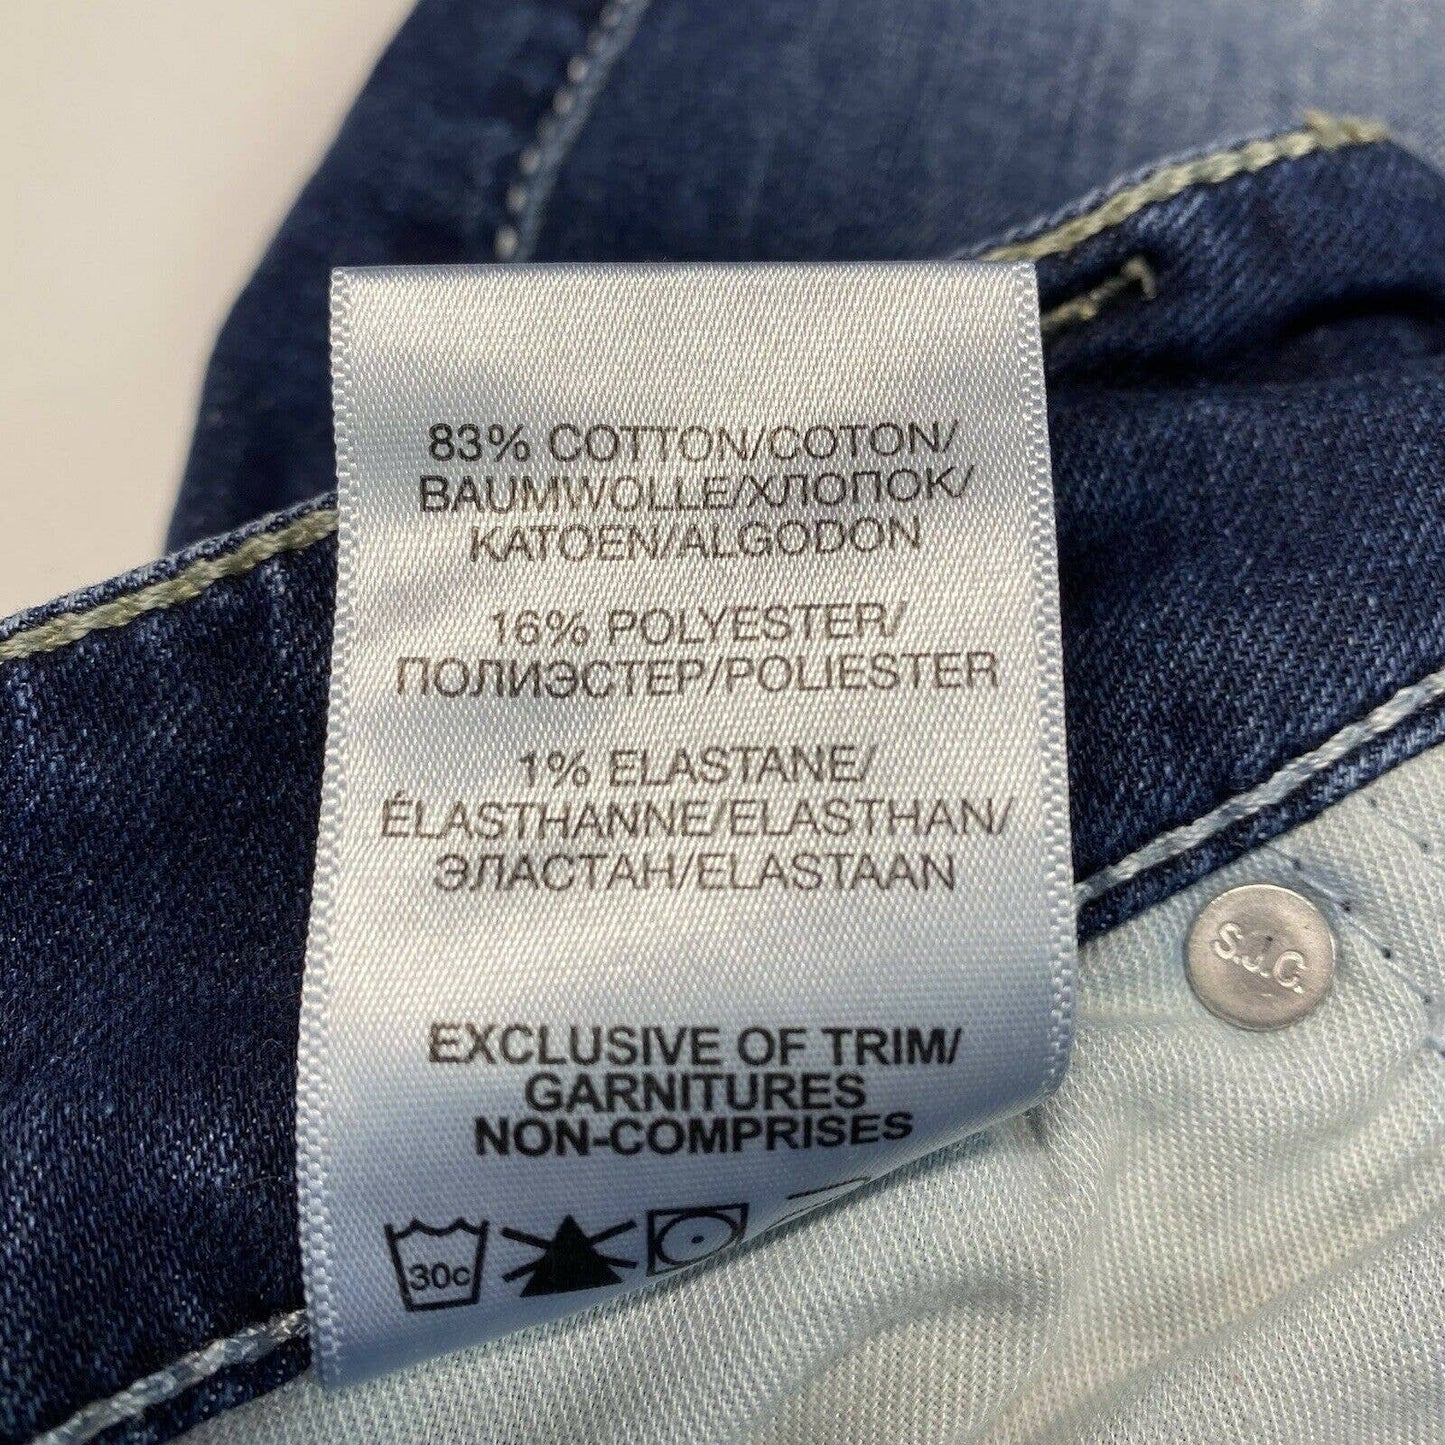 83% COTTON/COTON/
BAUMWOLLE/ХЛОПОК/
KATOEN/ALGODON
16% POLYESTER/
ПОЛИЭСТЕР/POLIESTER
1% ELASTANE/
ÉLASTHANNE/ELASTHAN/
ЭЛАСТАН/ELASTAAN
S.J.C.
EXCLUSIVE OF TRIM/
GARNITURES
NON-COMPRISES
30c